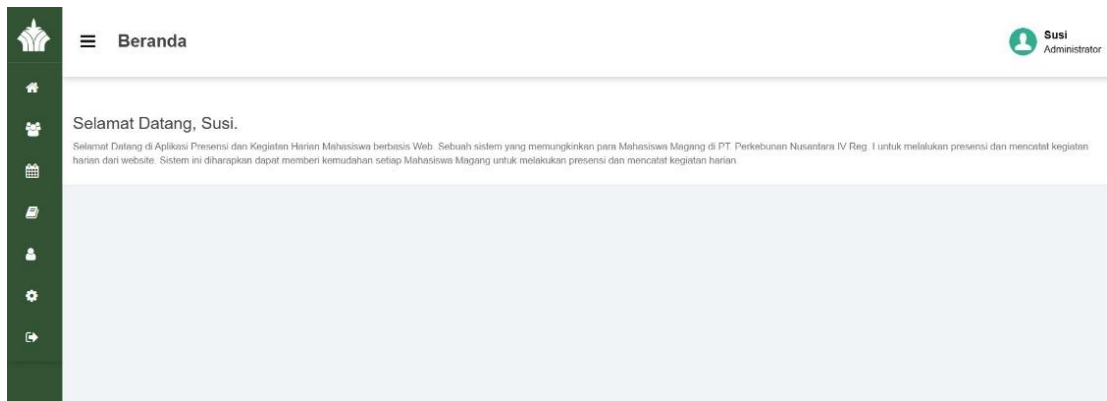 Beranda
Susi
Administrator
Selamat Datang, Susi.
Selamat Datang di Aplikasi Presensi dan Kegiatan Harian Mahasiswa berbasis Web. Sebuah sistem yang memungkinkan para Mahasiswa Magang di PT. Perkebunan Nusantara IV Reg. I untuk melalukan presensi dan mencatat kegiatan
harian dari website. Sistem ini diharapkan dapat memberi kemudahan setiap Mahasiswa Magang untuk melakukan presensi dan mencatat kegiatan harian.